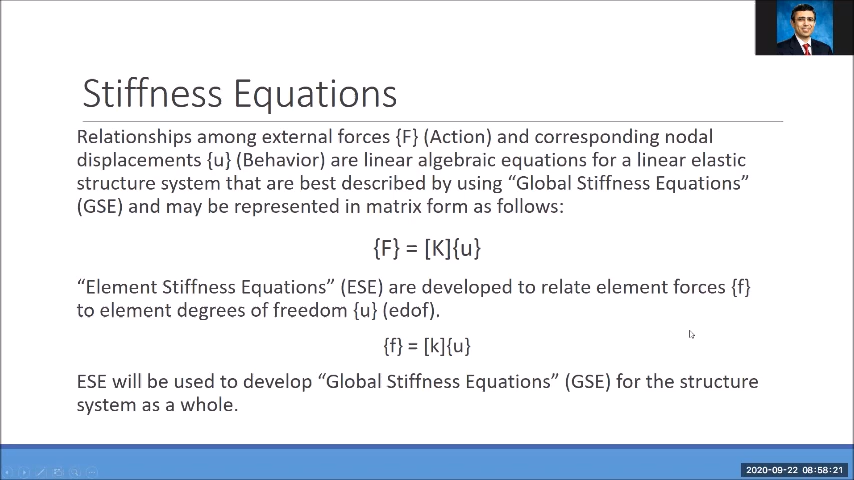 Stiffness Equations
Relationships among external forces {F} (Action) and corresponding nodal
displacements {u} (Behavior) are linear algebraic equations for a linear elastic
structure system that are best described by using “Global Stiffness Equations”
(GSE) and may be represented in matrix form as follows:
{F} = [K]{u}
“Element Stiffness Equations” (ESE) are developed to relate element forces {f}
to element degrees of freedom {u} (edof).
{f} = [k]{u}
ESE will be used to develop “Global Stiffness Equations” (GSE) for the structure
system as a whole.
2020-09-22 08:58:21